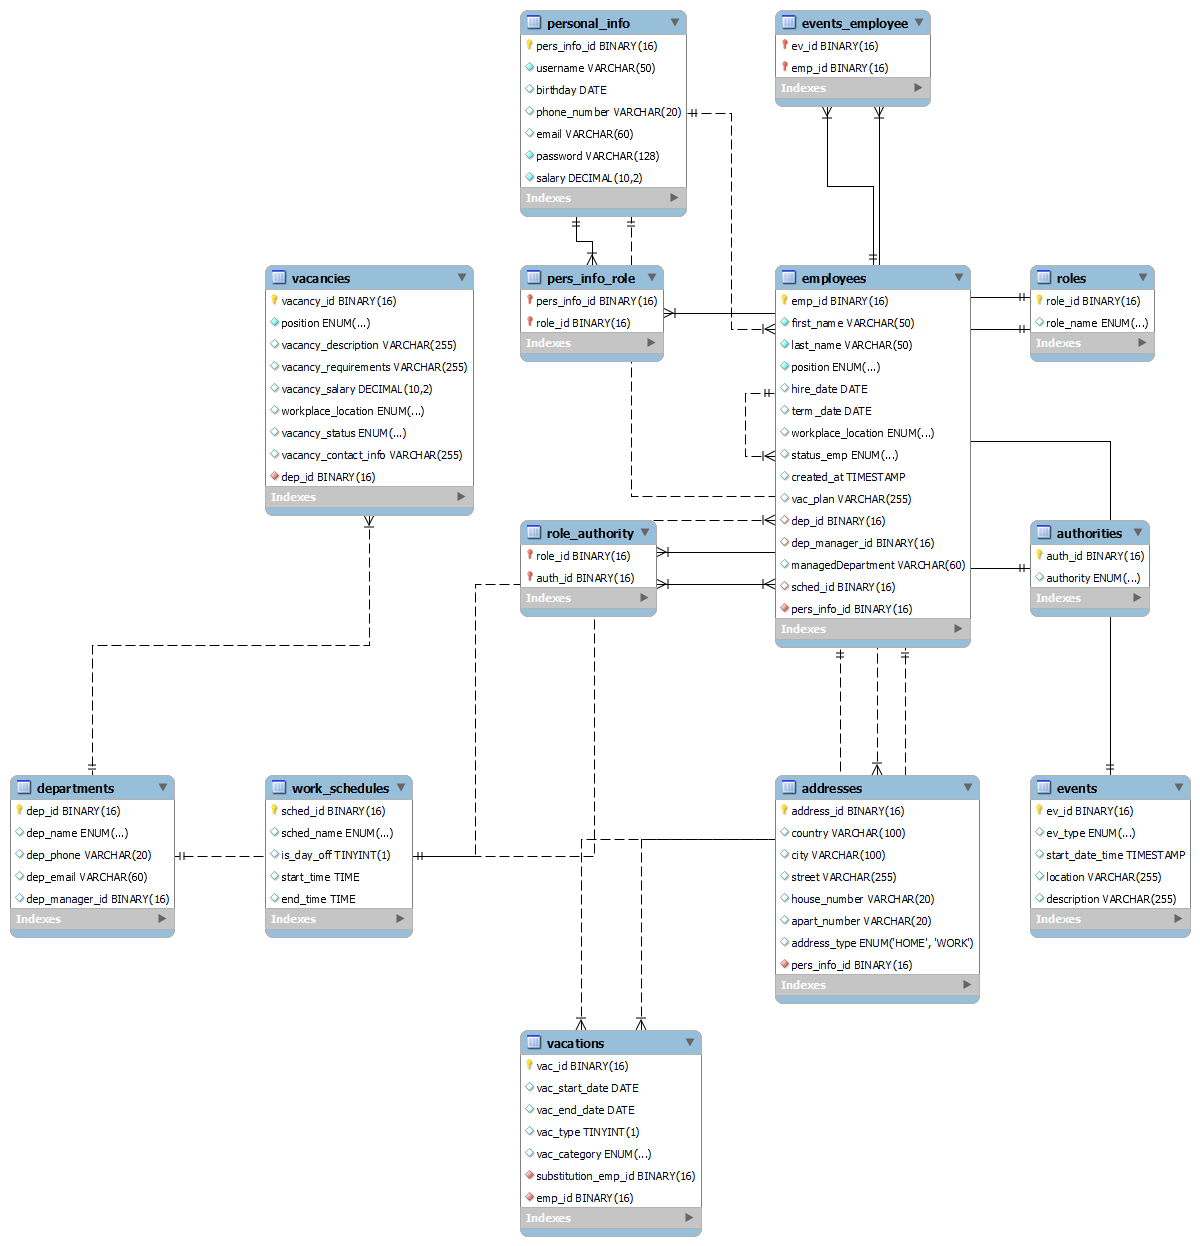 personal_info
pers_info_id BINARY(16)
username VARCHAR(50)
birthday DATE
phone_number VARCHAR(20)
email VARCHAR(60)
password VARCHAR(128)
salary DECIMAL(10,2)
Indexes
events_employee
ev_id BINARY(16)
emp_id BINARY(16)
Indexes
vacancies
vacancy_id BINARY(16)
position ENUM(...)
vacancy_description VARCHAR(255)
vacancy_requirements VARCHAR(255)
vacancy_salary DECIMAL(10,2)
workplace_location ENUM(...)
vacancy_status ENUM(...)
vacancy_contact_info VARCHAR(255)
dep_id BINARY(16)
Indexes
pers_info_role
pers_info_id BINARY(16)
role_id BINARY(16)
Indexes
employees
emp_id BINARY(16)
first_name VARCHAR(50)
last_name VARCHAR(50)
position ENUM(...)
hire_date DATE
term_date DATE
workplace_location ENUM(...)
status_emp ENUM(...)
created_at TIMESTAMP
vac_plan VARCHAR(255)
dep_id BINARY(16)
dep_manager_id BINARY(16)
managedDepartment VARCHAR(60)
sched_id BINARY(16)
pers_info_id BINARY(16)
Indexes
roles
role_id BINARY(16)
role_name ENUM(...)
Indexes
role_authority
role_id BINARY(16)
auth_id BINARY(16)
Indexes
authorities
auth_id BINARY(16)
authority ENUM(...)
Indexes
departments
dep_id BINARY(16)
dep_name ENUM(...)
dep_phone VARCHAR(20)
dep_email VARCHAR(60)
dep_manager_id BINARY(16)
Indexes
work_schedules
sched_id BINARY(16)
sched_name ENUM(...)
is_day_off TINYINT(1)
start_time TIME
end_time TIME
Indexes
addresses
address_id BINARY(16)
country VARCHAR(100)
city VARCHAR(100)
street VARCHAR(255)
house_number VARCHAR(20)
apart_number VARCHAR(20)
address_type ENUM('HOME', 'WORK')
pers_info_id BINARY(16)
Indexes
events
ev_id BINARY(16)
ev_type ENUM(...)
start_date_time TIMESTAMP
location VARCHAR(255)
description VARCHAR(255)
Indexes
vacations
vac_id BINARY(16)
vac_start_date DATE
vac_end_date DATE
vac_type TINYINT(1)
vac_category ENUM(...)
substitution_emp_id BINARY(16)
emp_id BINARY(16)
Indexes